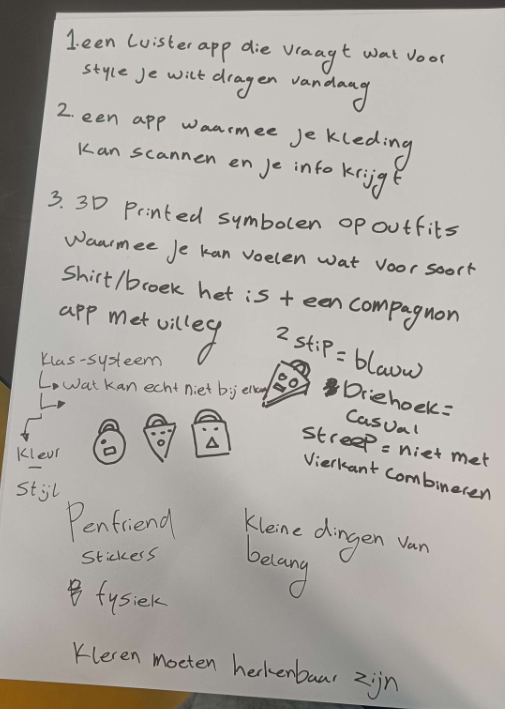 1. een luister app die vraagt wat voor
style je wilt dragen vandaag
2. een app waarmee je kleding
kan scannen en je info krijgt
3. 3D printed symbolen op outfits
waarmee je kan voelen wat voor soort
shirt/broek het is + een compagnon
app met uitleg
Klas-systeem
wat kan echt niet bij elkaar
Kleur
Stijl
2 stip = blauw
Driehoek =
casual
streep = niet met
vierkant combineren
Penfriend
stickers
fysiek
Kleine dingen van
belang
Kleren moeten herkenbaar zijn